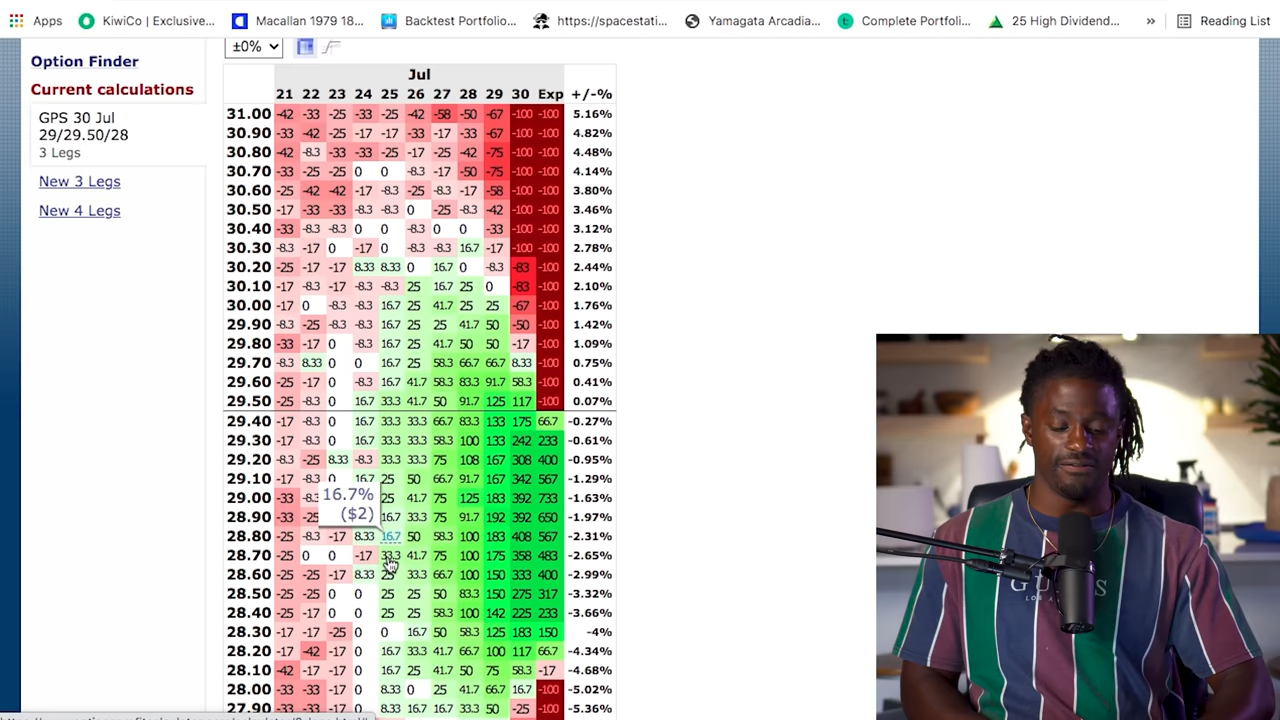 Apps KiwiCo | Exclusive... Macallan 1979 18... Backtest Portfolio... https://spacestati... Yamagata Arcadia... Complete Portfolio... 25 High Dividend... » Reading List
Option Finder
Current calculations
GPS 30 Jul
29/29.50/28
3 Legs
New 3 Legs
New 4 Legs
±0%
Jul
21 22 23 24 25 26 27 28 29 30 Exp +/-%
31.00 -42 -33 -25 -33 -25 -42 -58 -50 -67 -100 -100 5.16%
30.90 -33 -42 -25 -17 -17 -33 -17 -33 -67 -100 -100 4.82%
30.80 -42 -8.3 -33 -33 -25 -17 -25 -42 -75 -100 -100 4.48%
30.70 -33 -25 -25 0 0 -8.3 -17 -50 -75 -100 -100 4.14%
30.60 -25 -42 -42 -17 -8.3 -25 -8.3 -17 -58 -100 -100 3.80%
30.50 -17 -33 -33 -8.3 -8.3 0 -25 -8.3 -42 -100 -100 3.46%
30.40 -33 -8.3 -8.3 0 0 -8.3 0 0 -33 -100 -100 3.12%
30.30 -8.3 -17 0 -17 0 -8.3 -8.3 16.7 -17 -100 -100 2.78%
30.20 -25 -17 -17 8.33 8.33 0 16.7 0 -8.3 -83 -100 2.44%
30.10 -17 -17 -17 -8.3 -8.3 25 16.7 25 0 -83 -100 2.10%
30.00 -17 0 -8.3 -8.3 16.7 25 41.7 25 25 -67 -100 1.76%
29.90 -8.3 -25 -8.3 -8.3 16.7 25 25 41.7 50 -50 -100 1.42%
29.80 -33 -17 0 -8.3 16.7 25 41.7 50 50 -17 -100 1.09%
29.70 -8.3 8.33 0 0 16.7 25 58.3 66.7 66.7 8.33 -100 0.75%
29.60 -25 -17 0 -8.3 16.7 41.7 58.3 83.3 91.7 58.3 -100 0.41%
29.50 -25 -8.3 0 16.7 33.3 41.7 50 91.7 125 117 -100 0.07%
29.40 -17 -8.3 0 16.7 33.3 33.3 66.7 83.3 133 175 66.7 -0.27%
29.30 -17 -8.3 0 16.7 33.3 33.3 58.3 100 133 242 233 -0.61%
29.20 -8.3 -25 8.33 -8.3 33.3 33.3 75 108 167 308 400 -0.95%
29.10 -17 -8.3 0 16.7 25 50 66.7 91.7 167 342 567 -1.29%
29.00 -33 -8.3 25 41.7 75 125 183 392 733 -1.63%
28.90 -33 -25 16.7 33.3 75 91.7 192 392 650 -1.97%
16.7%
($2)
28.80 -25 -8.3 -17 8.33 16.7 50 58.3 100 183 408 567 -2.31%
28.70 -25 0 0 -17 33.3 41.7 75 100 175 358 483 -2.65%
28.60 -25 -25 -17 8.33 25 33.3 66.7 100 150 333 400 -2.99%
28.50 -25 -17 0 0 25 25 50 83.3 150 275 317 -3.32%
28.40 -25 -17 0 0 25 25 58.3 100 142 225 233 -3.66%
28.30 -17 -17 -25 0 0 16.7 50 58.3 125 183 150 -4%
28.20 -17 -42 -17 0 16.7 33.3 41.7 66.7 100 117 66.7 -4.34%
28.10 -42 -17 -17 0 16.7 25 41.7 50 75 58.3 -17 -4.68%
28.00 -33 -33 -17 0 8.33 0 25 41.7 66.7 16.7 -100 -5.02%
27.90 -33 -33 -17 0 16.7 16.7 16.7 33.3 50 -25 -100 -5.36%
GUESS